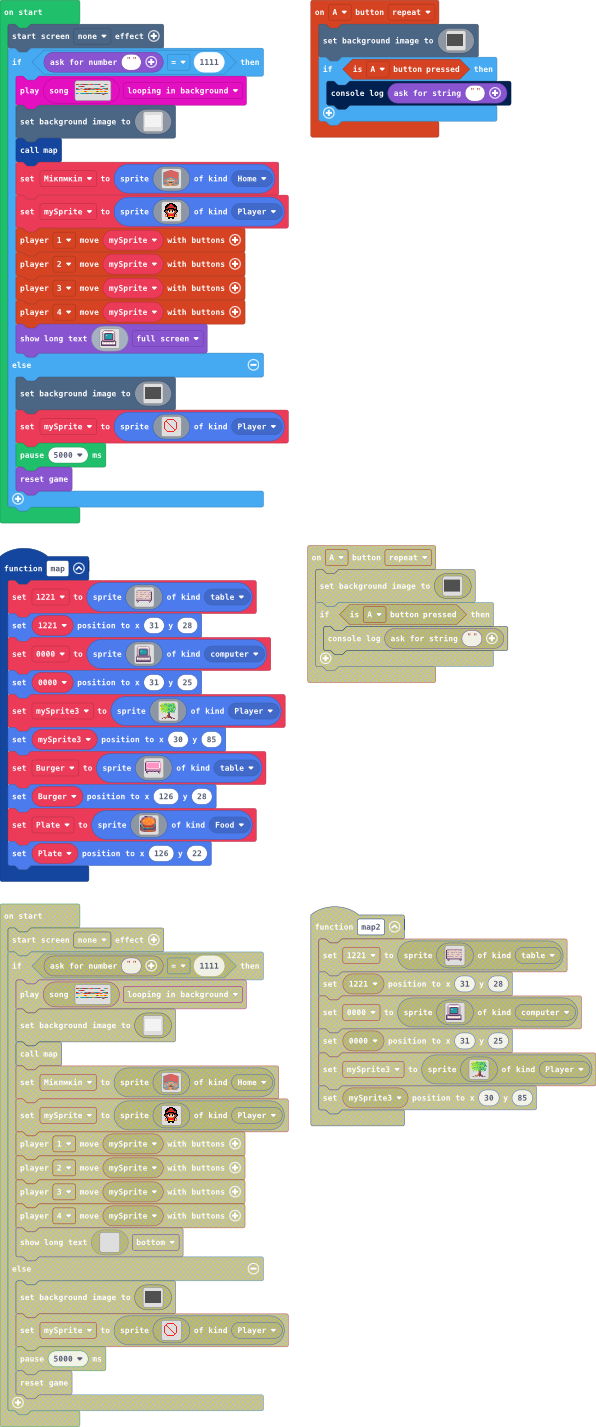 on start
start screen none effect
if ask for number " " = 1111 then
play song looping in background
set background image to
call map
set Мікпмкіп to sprite of kind Home
set mySprite to sprite of kind Player
player 1 move mySprite with buttons
player 2 move mySprite with buttons
player 3 move mySprite with buttons
player 4 move mySprite with buttons
show long text full screen
else
set background image to
set mySprite to sprite of kind Player
pause 5000 ms
reset game
on A button repeat
set background image to
if is A button pressed then
console log ask for string " "
function map
set 1221 to sprite of kind table
set 1221 position to x 31 y 28
set 0000 to sprite of kind computer
set 0000 position to x 31 y 25
set mySprite3 to sprite of kind Player
set mySprite3 position to x 30 y 85
set Burger to sprite of kind table
set Burger position to x 126 y 28
set Plate to sprite of kind Food
set Plate position to x 126 y 22
on A button repeat
set background image to
if is A button pressed then
console log ask for string " "
on start
start screen none effect
if ask for number " " = 1111 then
play song looping in background
set background image to
call map
set Мікпмкіп to sprite of kind Home
set mySprite to sprite of kind Player
player 1 move mySprite with buttons
player 2 move mySprite with buttons
player 3 move mySprite with buttons
player 4 move mySprite with buttons
show long text bottom
else
set background image to
set mySprite to sprite of kind Player
pause 5000 ms
reset game
function map2
set 1221 to sprite of kind table
set 1221 position to x 31 y 28
set 0000 to sprite of kind computer
set 0000 position to x 31 y 25
set mySprite3 to sprite of kind Player
set mySprite3 position to x 30 y 85